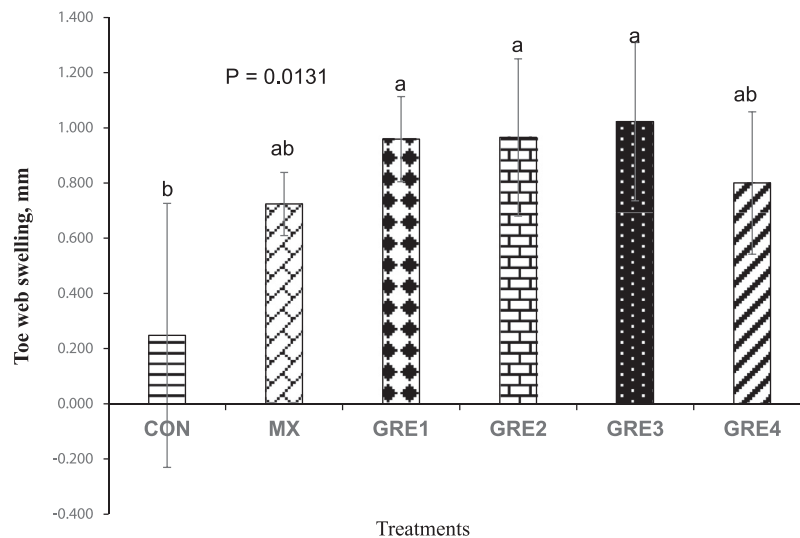 1.400
1.200
1.000
0.800
0.600
0.400
0.200
0.000
-0.200
-0.400
Toe web swelling, mm
P = 0.0131
b
ab
a
a
a
ab
CON MX GRE1 GRE2 GRE3 GRE4
Treatments